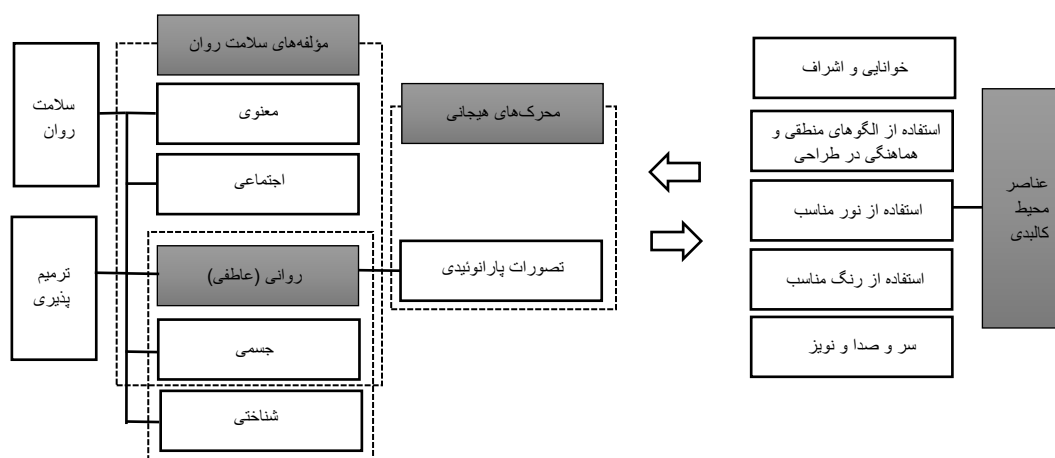 خوانایی و اشراف
استفاده از الگوهای منطقی و
هماهنگی در طراحی
استفاده از نور مناسب
استفاده از رنگ مناسب
سر و صدا و نویز
عناصر
محیط
کالبدی
محرک‌های هیجانی
تصورات پارانوئیدی
مؤلفه‌های سلامت روان
معنوی
اجتماعی
روانی (عاطفی)
جسمی
شناختی
سلامت
روان
ترمیم
پذیری